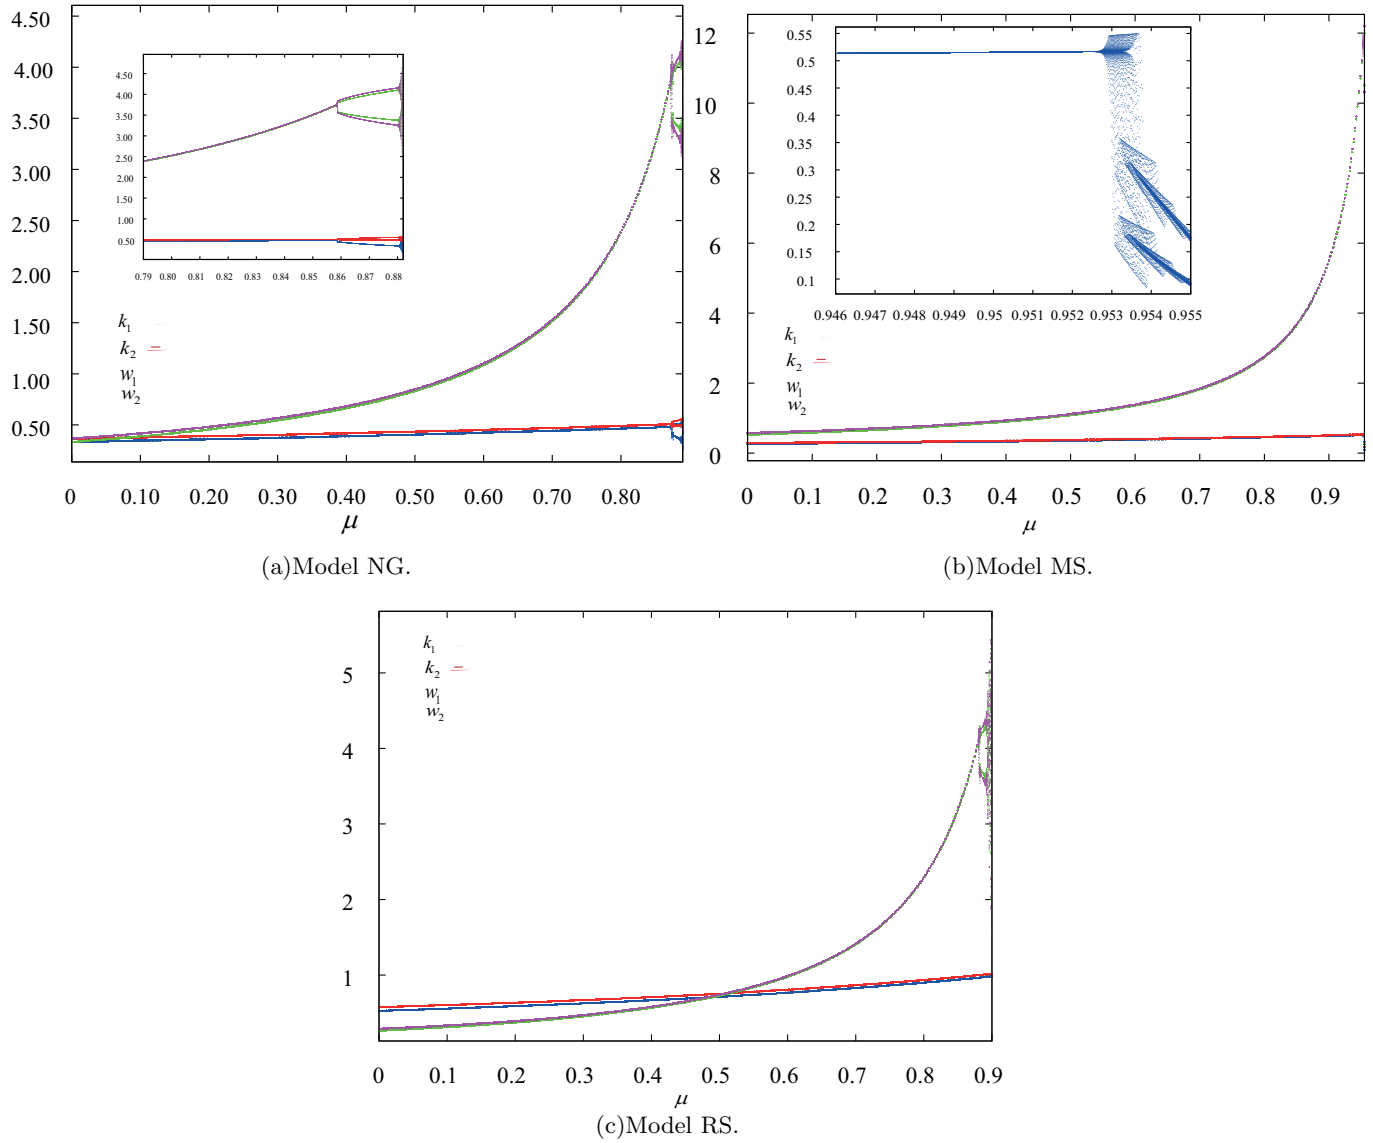 4.50
4.00
3.50
3.00
2.50
2.00
1.50
1.00
0.50
0 0.10 0.20 0.30 0.40 0.50 0.60 0.70 0.80
μ
4.50
4.00
3.50
3.00
2.50
2.00
1.50
1.00
0.50
0.79 0.80 0.81 0.82 0.83 0.84 0.85 0.86 0.87 0.88
k1
k2
w1
w2
(a)Model NG.
12
10
8
6
4
2
0
0 0.1 0.2 0.3 0.4 0.5 0.6 0.7 0.8 0.9
μ
0.55
0.5
0.45
0.4
0.35
0.3
0.25
0.2
0.15
0.1
0.946 0.947 0.948 0.949 0.95 0.951 0.952 0.953 0.954 0.955
k1
k2
w1
w2
(b)Model MS.
k1
k2
w1
w2
5
4
3
2
1
0 0.1 0.2 0.3 0.4 0.5 0.6 0.7 0.8 0.9
μ
(c)Model RS.